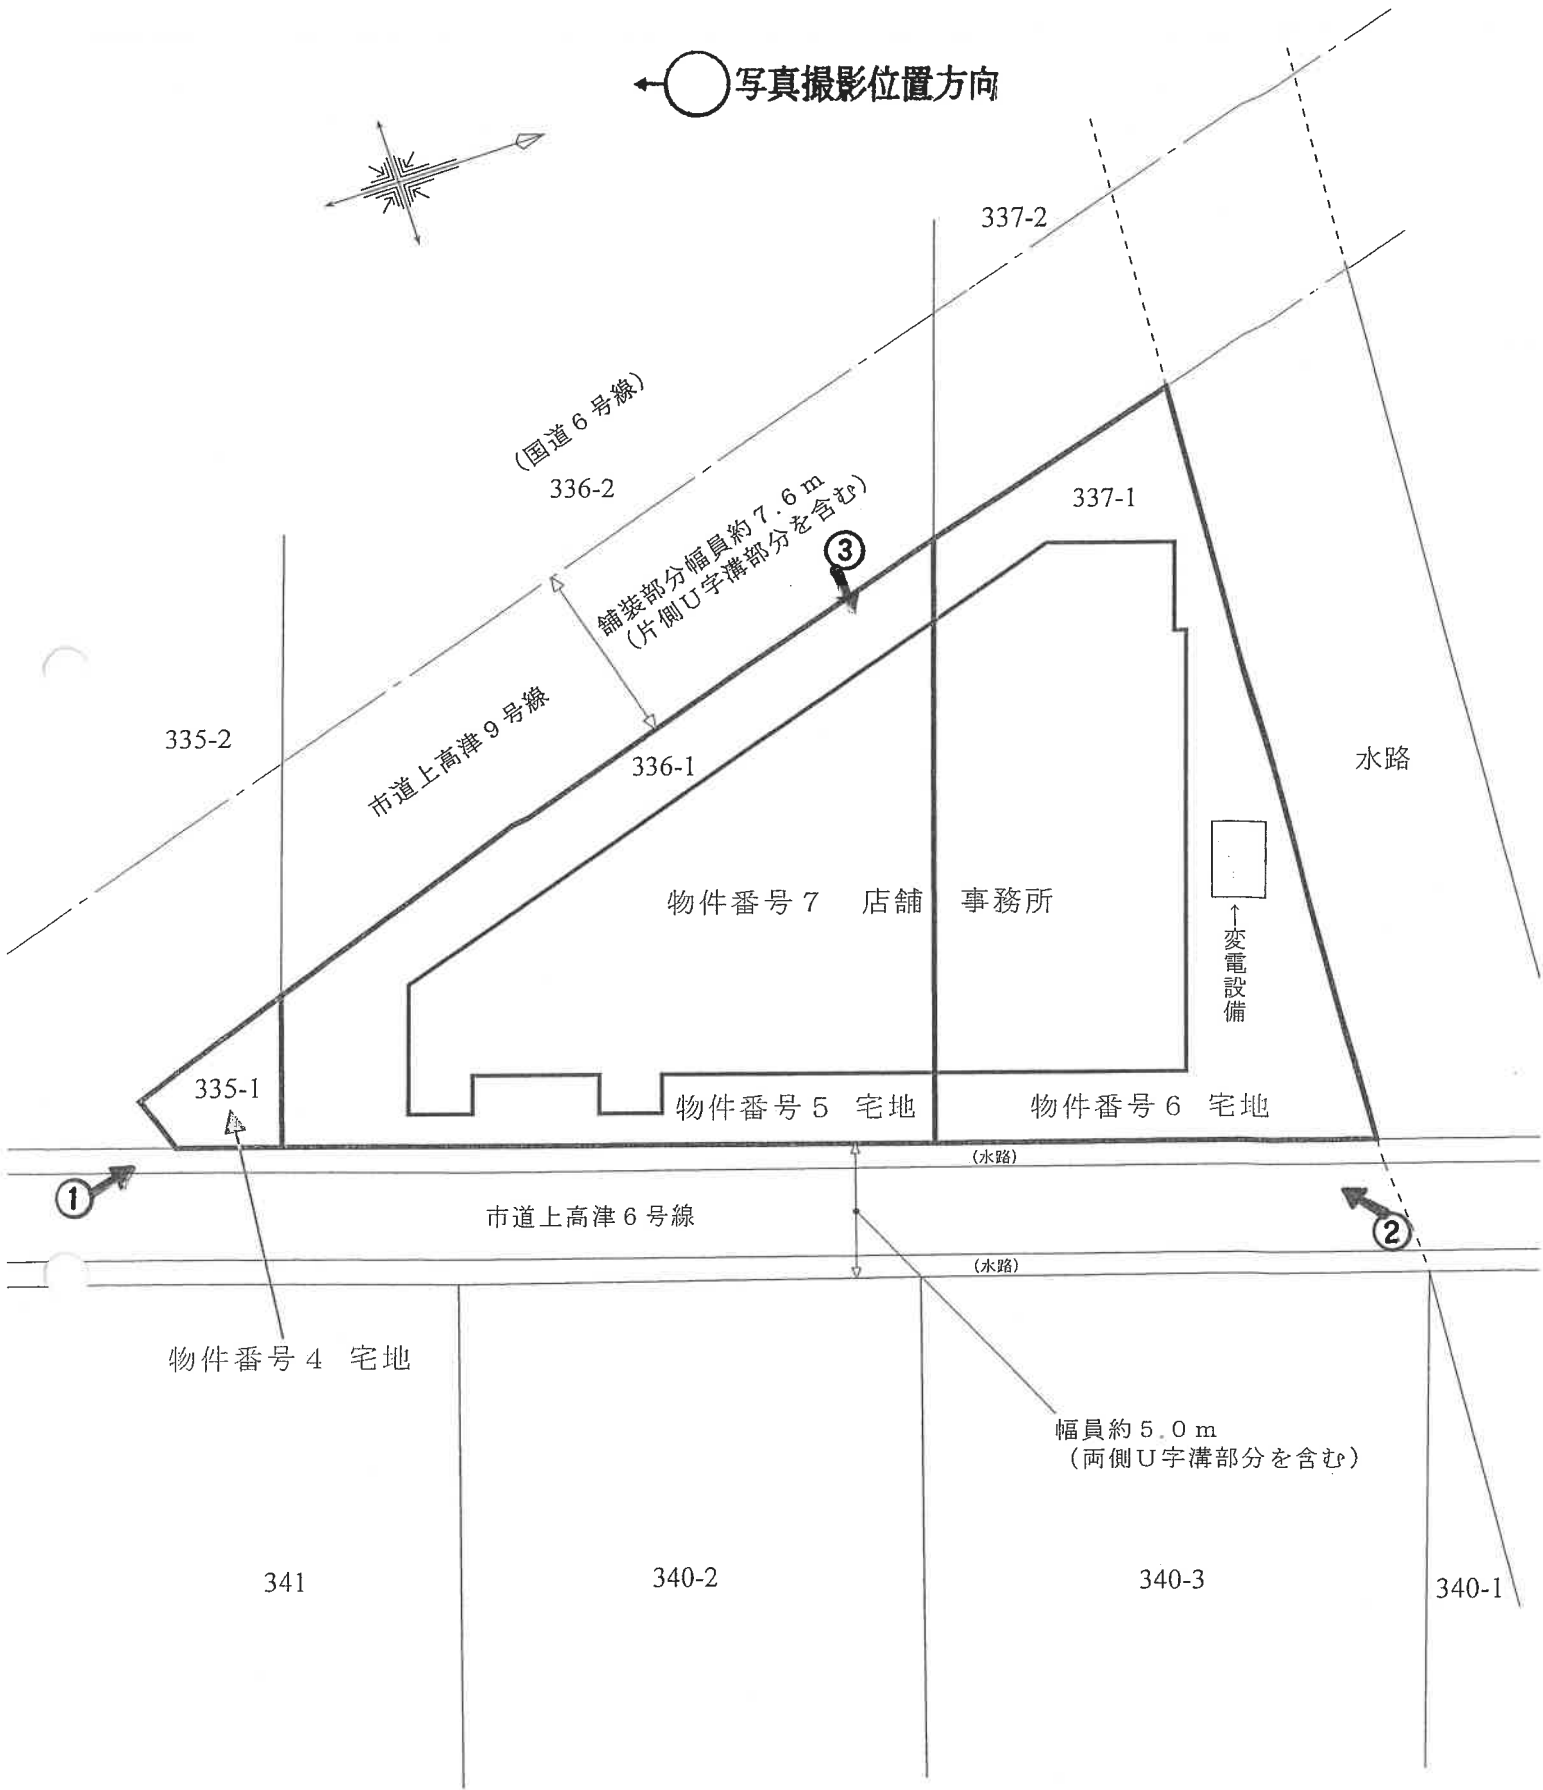 写真撮影位置方向
337-2
(国道6号線)
336-2
舗装部分幅員約7.6m
(片側U字溝部分を含む)
337-1
③
335-2
市道上高津9号線
336-1
水路
物件番号7 店舗 事務所
←変電設備
335-1
物件番号5 宅地
物件番号6 宅地
(水路)
①
市道上高津6号線
②
(水路)
物件番号4 宅地
幅員約5.0m
(両側U字溝部分を含む)
341
340-2
340-3
340-1